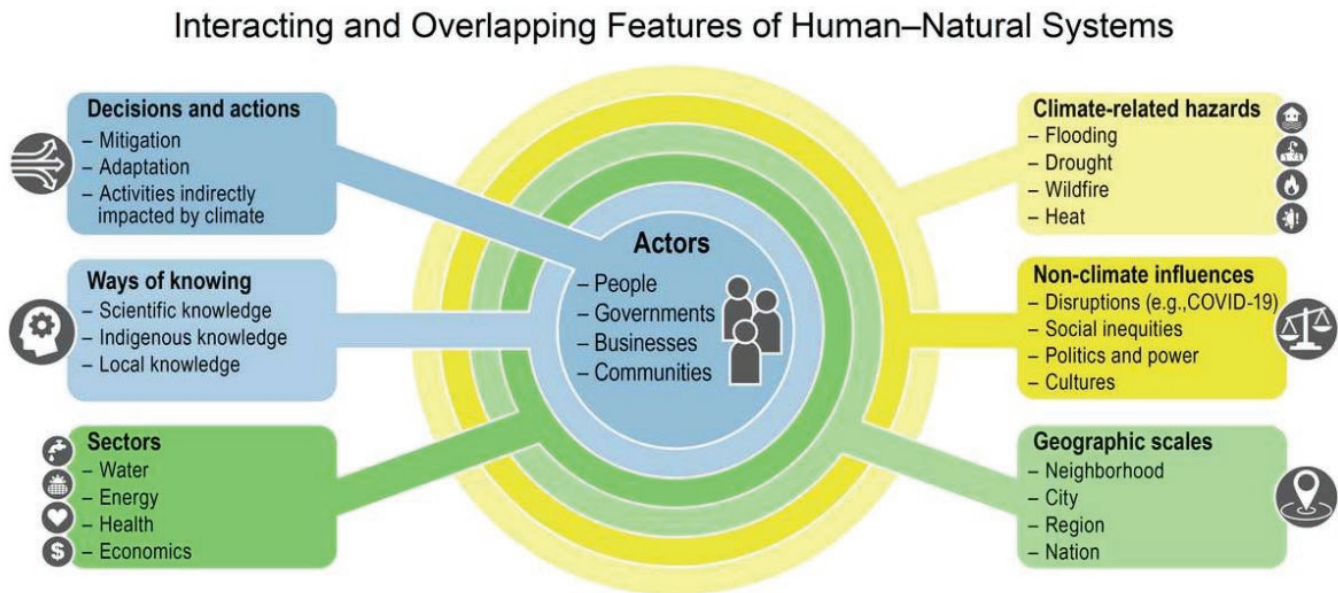 Interacting and Overlapping Features of Human–Natural Systems
Decisions and actions
– Mitigation
– Adaptation
– Activities indirectly
impacted by climate
Ways of knowing
– Scientific knowledge
– Indigenous knowledge
– Local knowledge
Sectors
– Water
– Energy
– Health
– Economics
$
Actors
– People
– Governments
– Businesses
– Communities
Climate-related hazards
– Flooding
– Drought
– Wildfire
– Heat
Non-climate influences
– Disruptions (e.g.,COVID-19)
– Social inequities
– Politics and power
– Cultures
Geographic scales
– Neighborhood
– City
– Region
– Nation